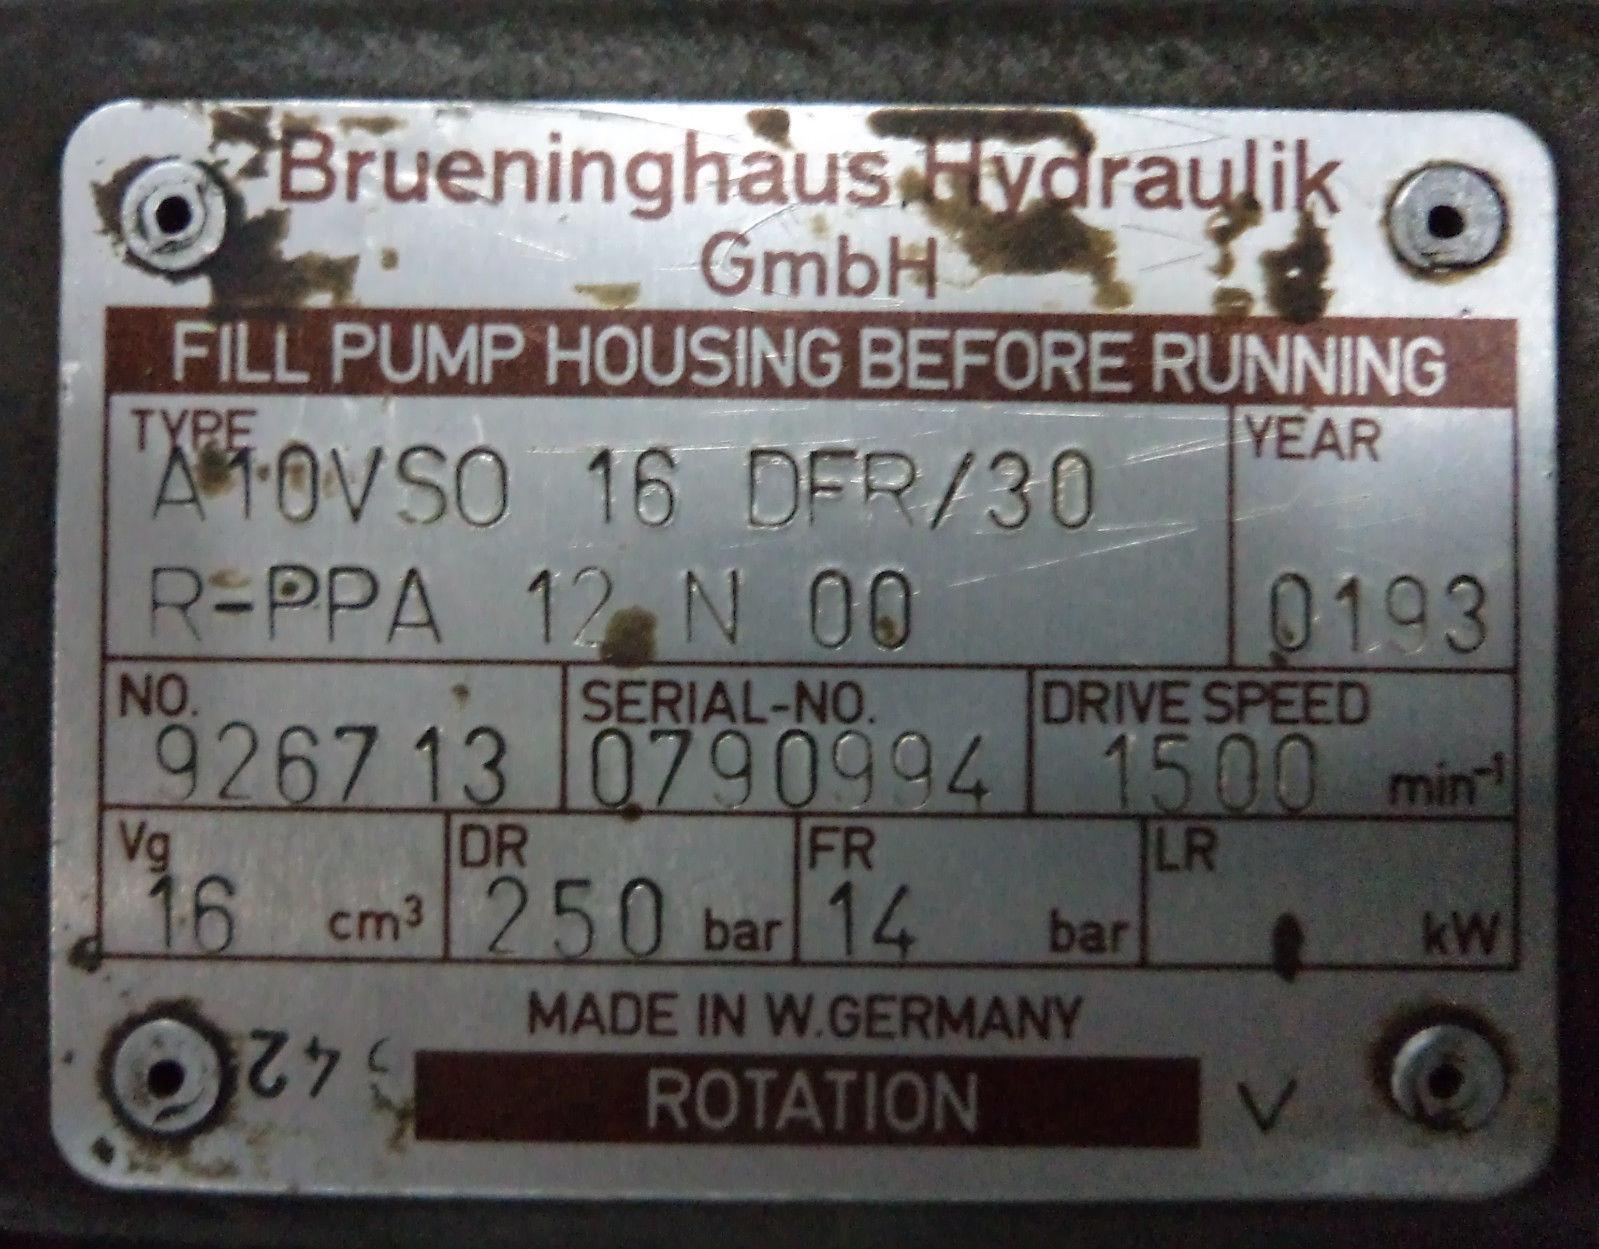 Brueninghaus Hydraulik
GmbH
FILL PUMP HOUSING BEFORE RUNNING
TYPE
A10VSO 16 DFR/30
R-PPA 12 N 00
YEAR
0193
NO.
926713
SERIAL-NO.
0790994
DRIVE SPEED
1500 min⁻¹
Vg
16 cm³
DR
250 bar
FR
14 bar
LR
kW
MADE IN W.GERMANY
ROTATION